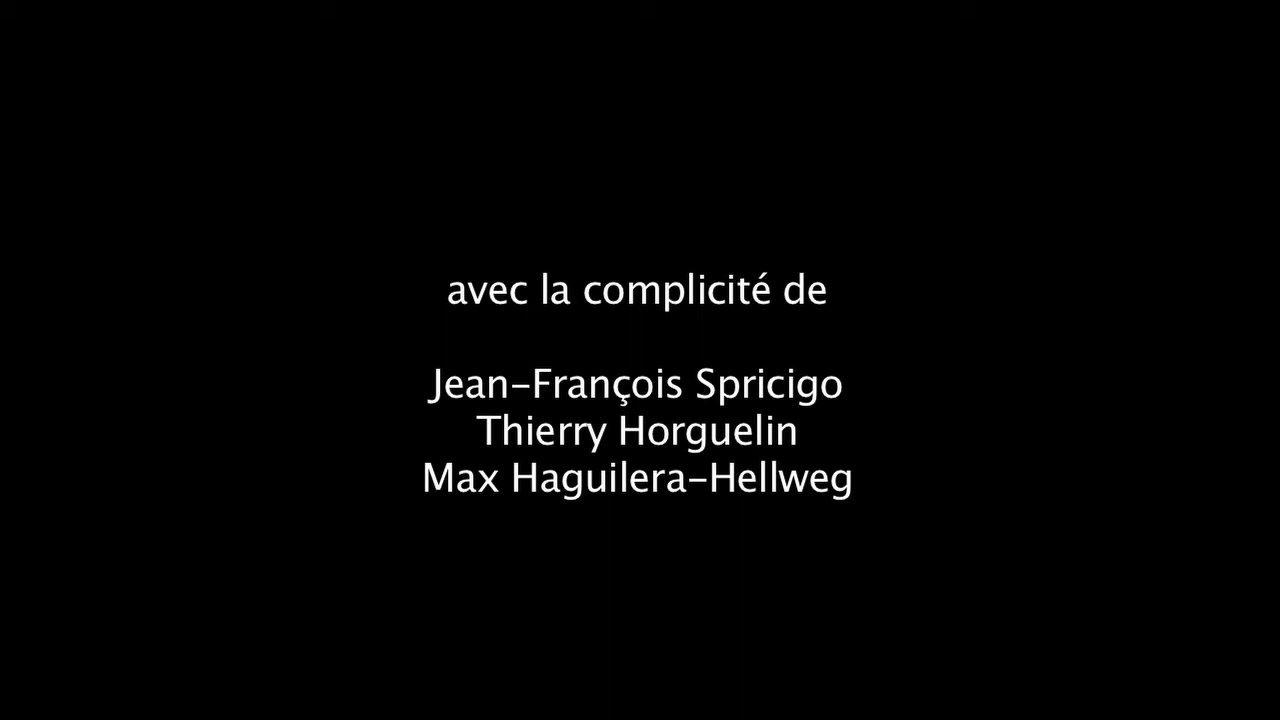 avec la complicité de
Jean-François Spricigo
Thierry Horguelin
Max Haguilera-Hellweg